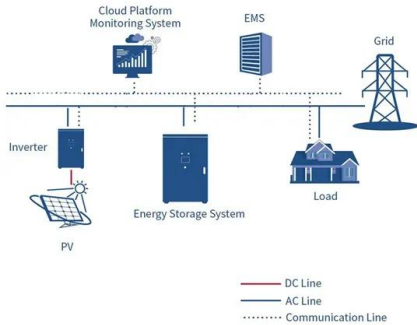 Cloud Platform
Monitoring System
EMS
Grid
Inverter
Energy Storage System
Load
PV
DC Line
AC Line
Communication Line